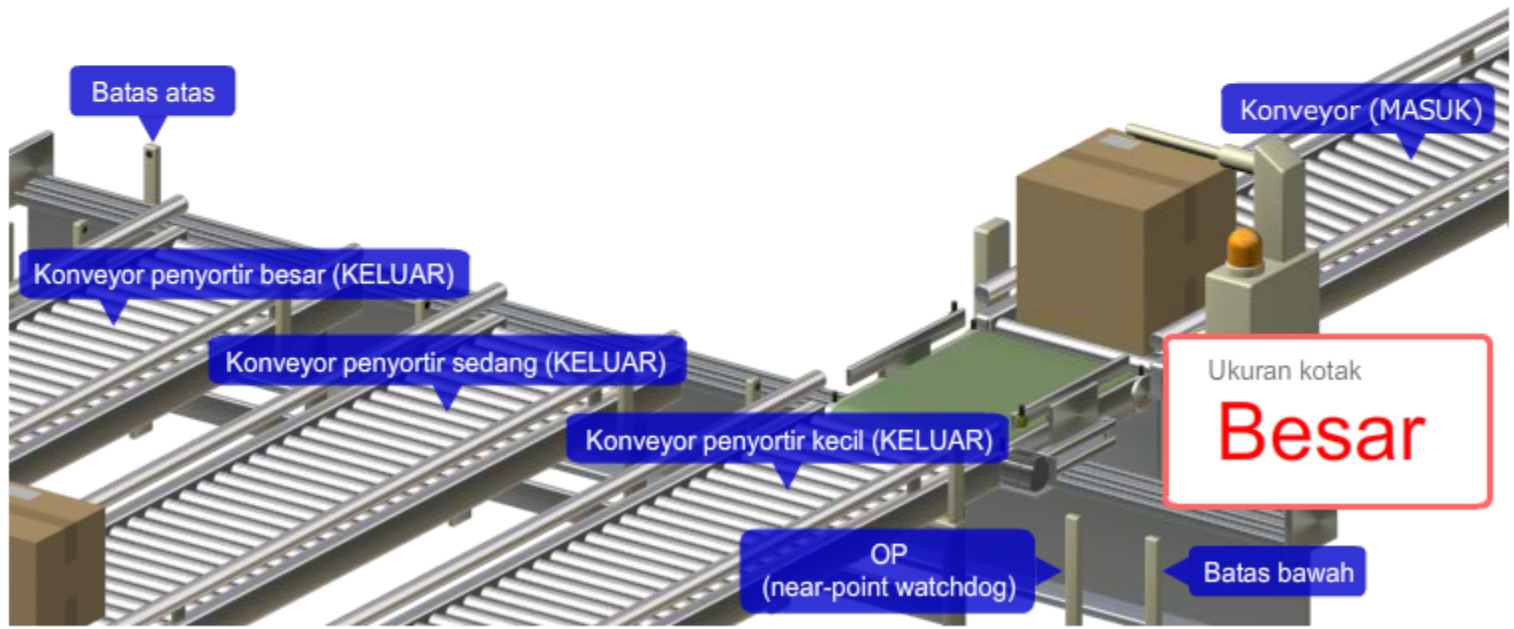 Batas atas
Konveyor (MASUK)
Konveyor penyortir besar (KELUAR)
Konveyor penyortir sedang (KELUAR)
Ukuran kotak
Besar
Konveyor penyortir kecil (KELUAR)
OP
(near-point watchdog)
Batas bawah